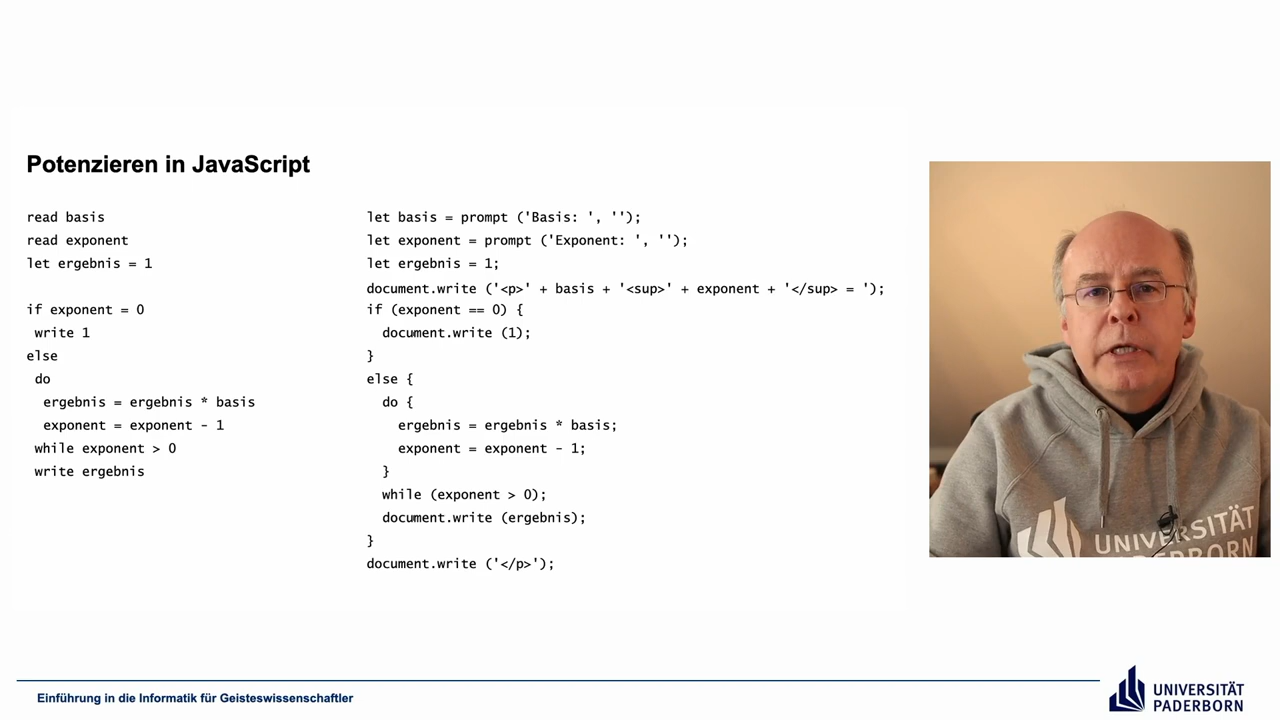 Potenzieren in JavaScript
read basis
read exponent
let ergebnis = 1
if exponent = 0
write 1
else
do
ergebnis = ergebnis * basis
exponent = exponent - 1
while exponent > 0
write ergebnis
let basis = prompt ('Basis: ', '');
let exponent = prompt ('Exponent: ', '');
let ergebnis = 1;
document.write ('<p>' + basis + '<sup>' + exponent + '</sup> = ');
if (exponent == 0) {
document.write (1);
}
else {
do {
ergebnis = ergebnis * basis;
exponent = exponent - 1;
}
while (exponent > 0);
document.write (ergebnis);
}
document.write ('</p>');
UNIVERSITÄT
PADERBORN
Einführung in die Informatik für Geisteswissenschaftler
UNIVERSITÄT
PADERBORN